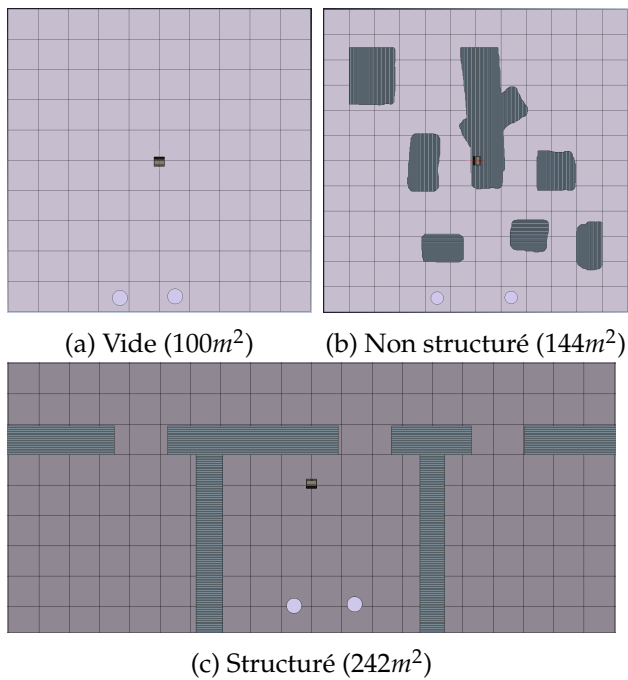 (a) Vide (100m²)
(b) Non structuré (144m²)
(c) Structuré (242m²)